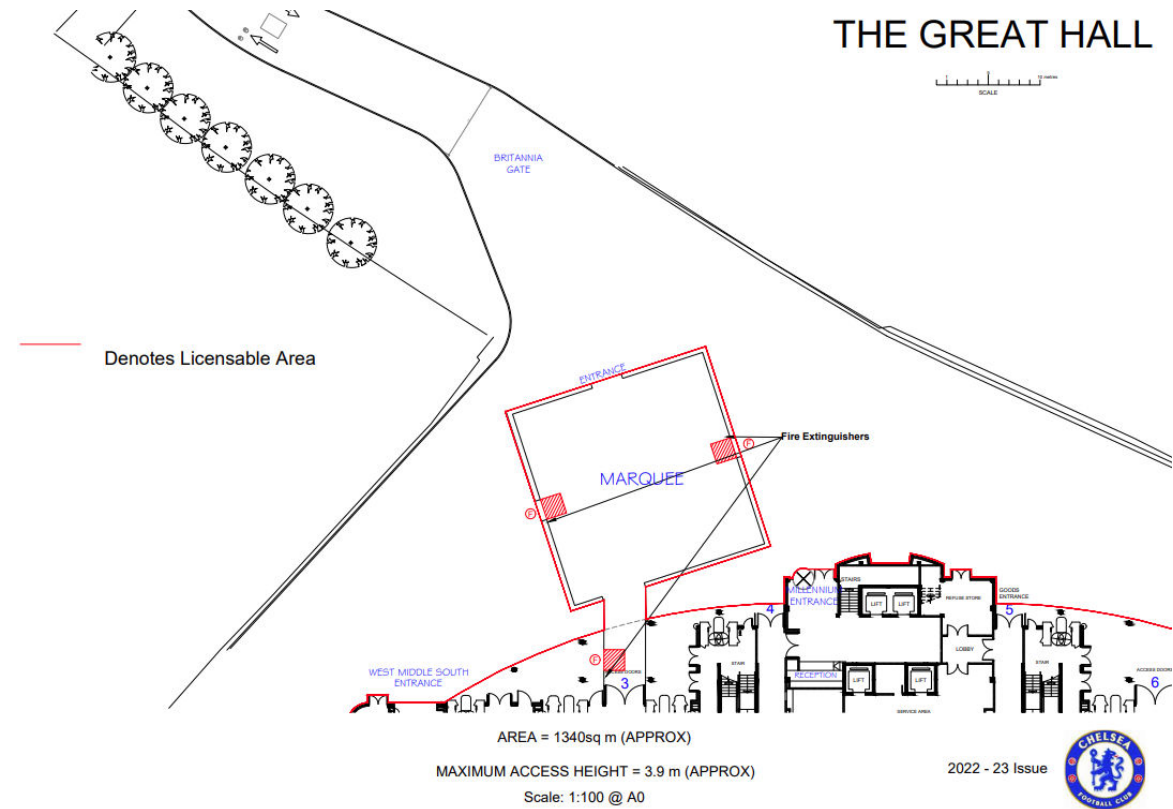 THE GREAT HALL
10 metres
SCALE
BRITANNIA
GATE
Denotes Licensable Area
ENTRANCE
Fire Extinguishers
F
MARQUEE
F
STAIRS
MILLENNIUM
ENTRANCE
LIFT
LIFT
REFUSE STORE
GOODS
ENTRANCE
4
5
LOBBY
F
WEST MIDDLE SOUTH
ENTRANCE
3
STAIR
RECEPTION
LIFT
LIFT
STAIR
ACCESS DOORS
6
SERVICE AREA
AREA = 1340sq m (APPROX)
MAXIMUM ACCESS HEIGHT = 3.9 m (APPROX)
Scale: 1:100 @ A0
2022 - 23 Issue
CHELSEA
FOOTBALL CLUB